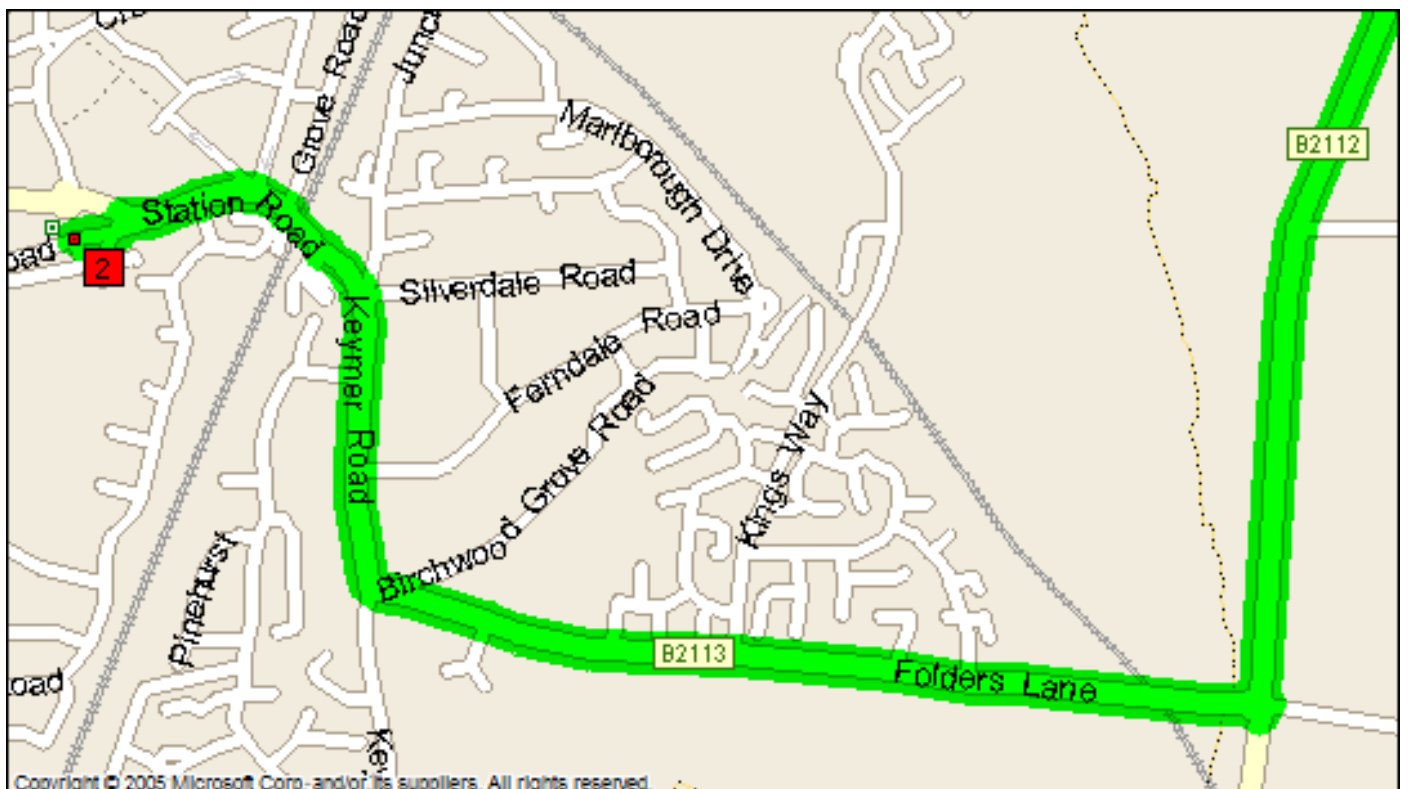 Grove Road
Marlborough Drive
B2112
Station Road
2
Silverdale Road
Keymer Road
Ferndale Road
Birchwood Grove Road
Kings Way
Pinehurst
B2113
Folders Lane
Road
Copyright © 2005 Microsoft Corp-and/or its suppliers. All rights reserved.